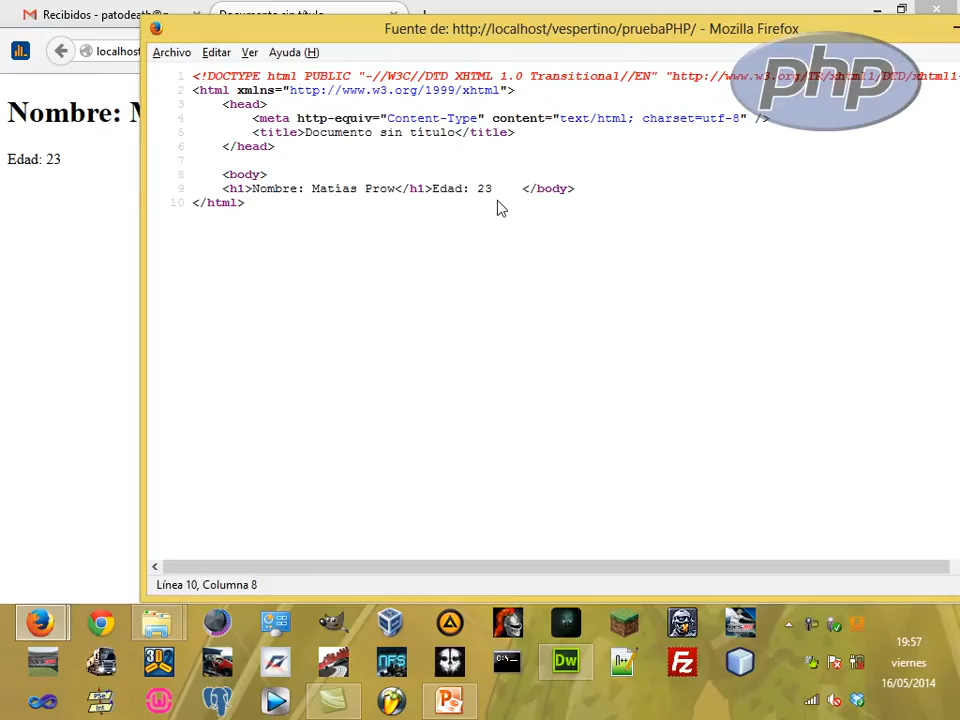 Recibidos - patodeath@g
Documento sin título
localhost
Nombre: M
Edad: 23
Fuente de: http://localhost/vespertino/pruebaPHP/ - Mozilla Firefox
Archivo Editar Ver Ayuda (H)
1 <!DOCTYPE html PUBLIC "-//W3C//DTD XHTML 1.0 Transitional//EN" "http://www.w3.org/TR/xhtml1/DTD/xhtml1-
2 <html xmlns="http://www.w3.org/1999/xhtml">
3 <head>
4 <meta http-equiv="Content-Type" content="text/html; charset=utf-8" />
5 <title>Documento sin título</title>
6 </head>
7
8 <body>
9 <h1>Nombre: Matías Prow</h1>Edad: 23 </body>
10 </html>
php
Línea 10, Columna 8
19:57
viernes
16/05/2014
NFS
Dw
Fz